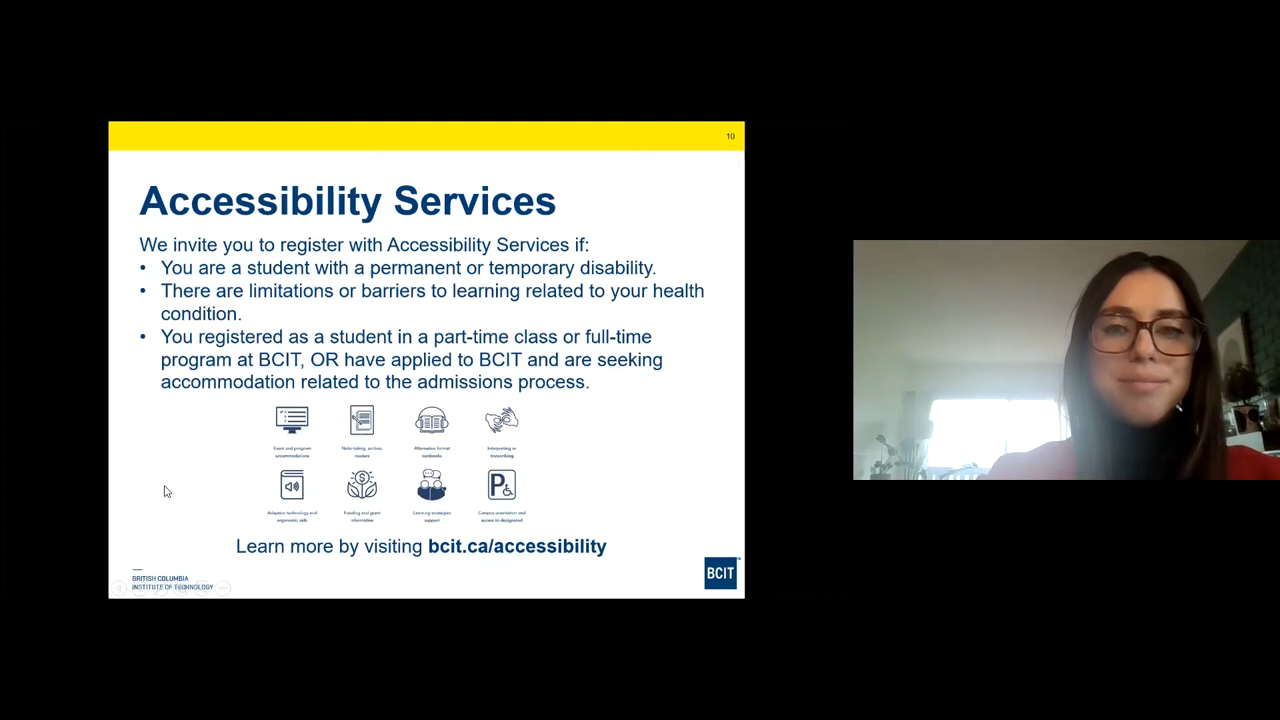 10
Accessibility Services
We invite you to register with Accessibility Services if:
• You are a student with a permanent or temporary disability.
• There are limitations or barriers to learning related to your health
condition.
• You registered as a student in a part-time class or full-time
program at BCIT, OR have applied to BCIT and are seeking
accommodation related to the admissions process.
Exam and program
accommodations
Note taking, scribes,
readers
Alternative format
textbooks
Interpreting or
transcribing
Adaptive technology and
ergonomic aids
Funding and grant
information
Learning strategies
support
Campus orientation and
access to designated
P
Learn more by visiting bcit.ca/accessibility
BRITISH COLUMBIA
INSTITUTE OF TECHNOLOGY
BCIT